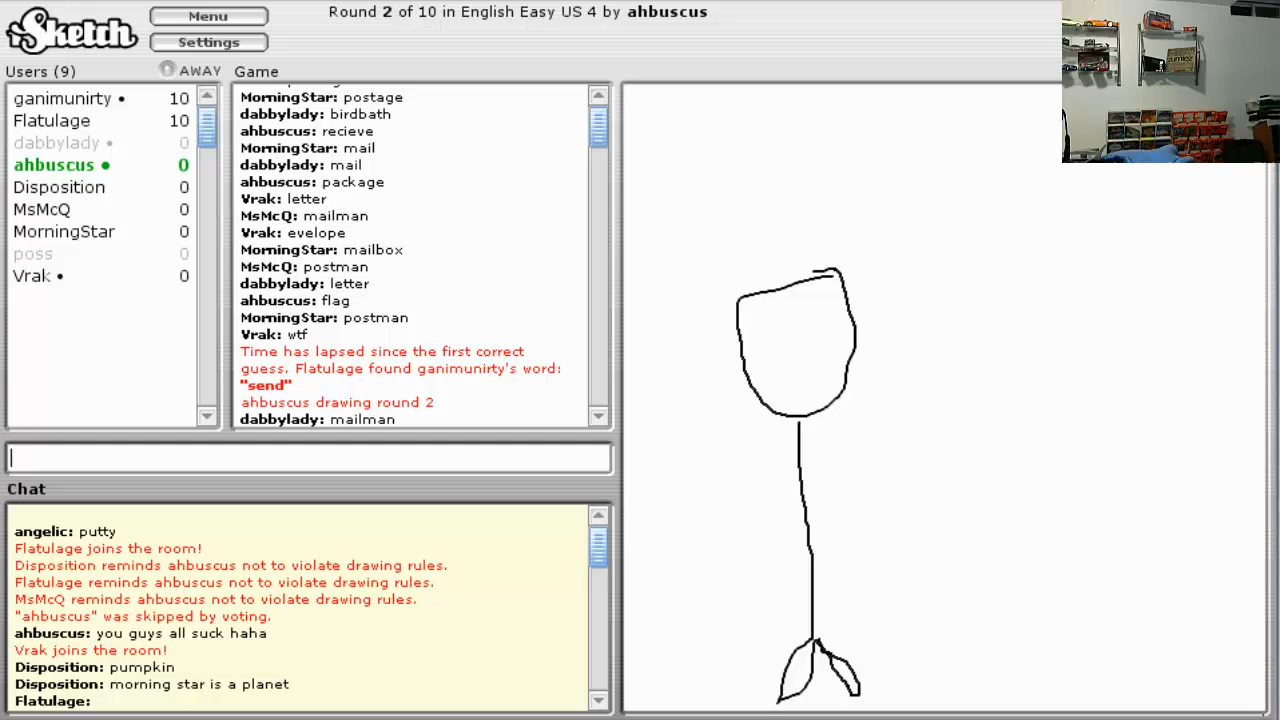 iSketch
Menu
Settings
Round 2 of 10 in English Easy US 4 by ahbuscus
Users (9)
AWAY
ganimunirty • 10
Flatulage 10
dabbylady • 0
ahbuscus • 0
Disposition 0
MsMcQ 0
MorningStar 0
poss 0
Vrak • 0
Game
MorningStar: postage
dabbylady: birdbath
ahbuscus: recieve
MorningStar: mail
dabbylady: mail
ahbuscus: package
Vrak: letter
MsMcQ: mailman
Vrak: evelope
MorningStar: mailbox
MsMcQ: postman
dabbylady: letter
ahbuscus: flag
MorningStar: postman
Vrak: wtf
Time has lapsed since the first correct
guess. Flatulage found ganimunirty's word:
"send"
ahbuscus drawing round 2
dabbylady: mailman
Chat
angelic: putty
Flatulage joins the room!
Disposition reminds ahbuscus not to violate drawing rules.
Flatulage reminds ahbuscus not to violate drawing rules.
MsMcQ reminds ahbuscus not to violate drawing rules.
"ahbuscus" was skipped by voting.
ahbuscus: you guys all suck haha
Vrak joins the room!
Disposition: pumpkin
Disposition: morning star is a planet
Flatulage: